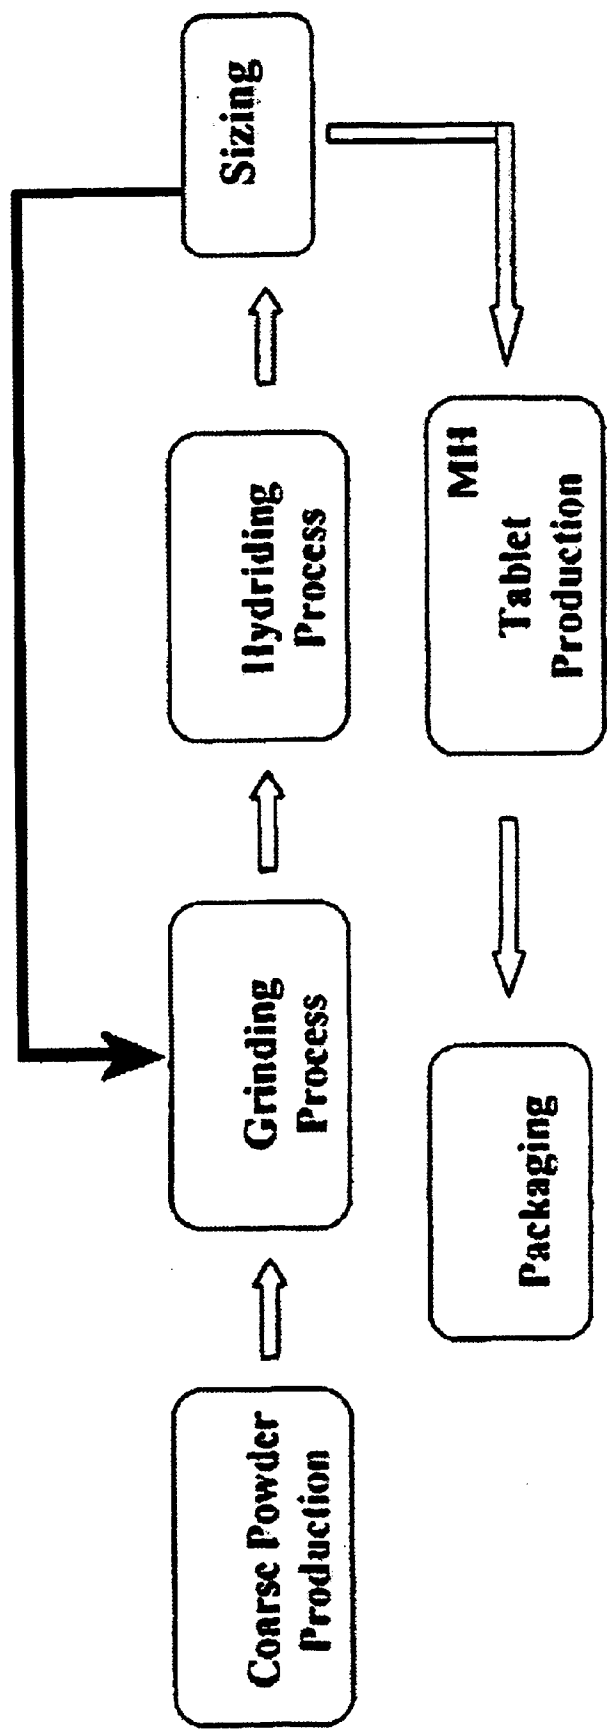 Coarse Powder
Production
Grinding
Process
Hydriding
Process
Sizing
MH
Tablet
Production
Packaging